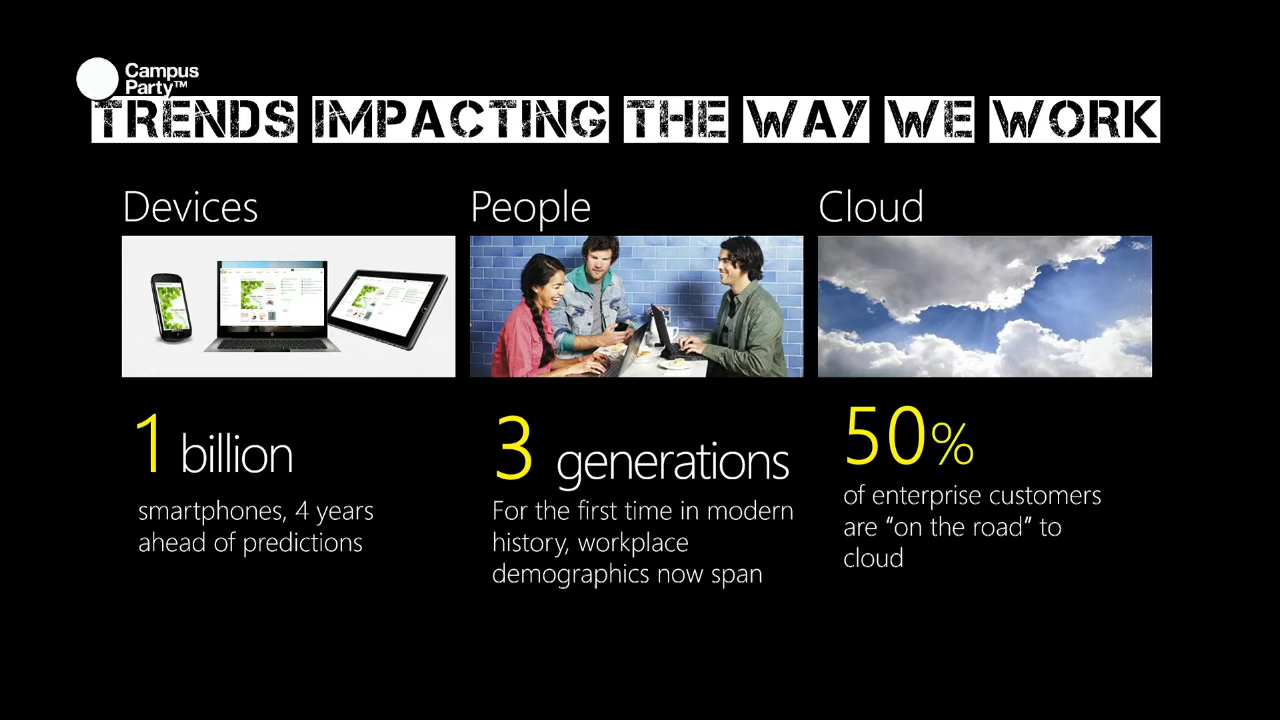 Campus
Party™
TRENDS IMPACTING THE WAY WE WORK
Devices
People
Cloud
1 billion
smartphones, 4 years
ahead of predictions
3 generations
For the first time in modern
history, workplace
demographics now span
50%
of enterprise customers
are “on the road” to
cloud